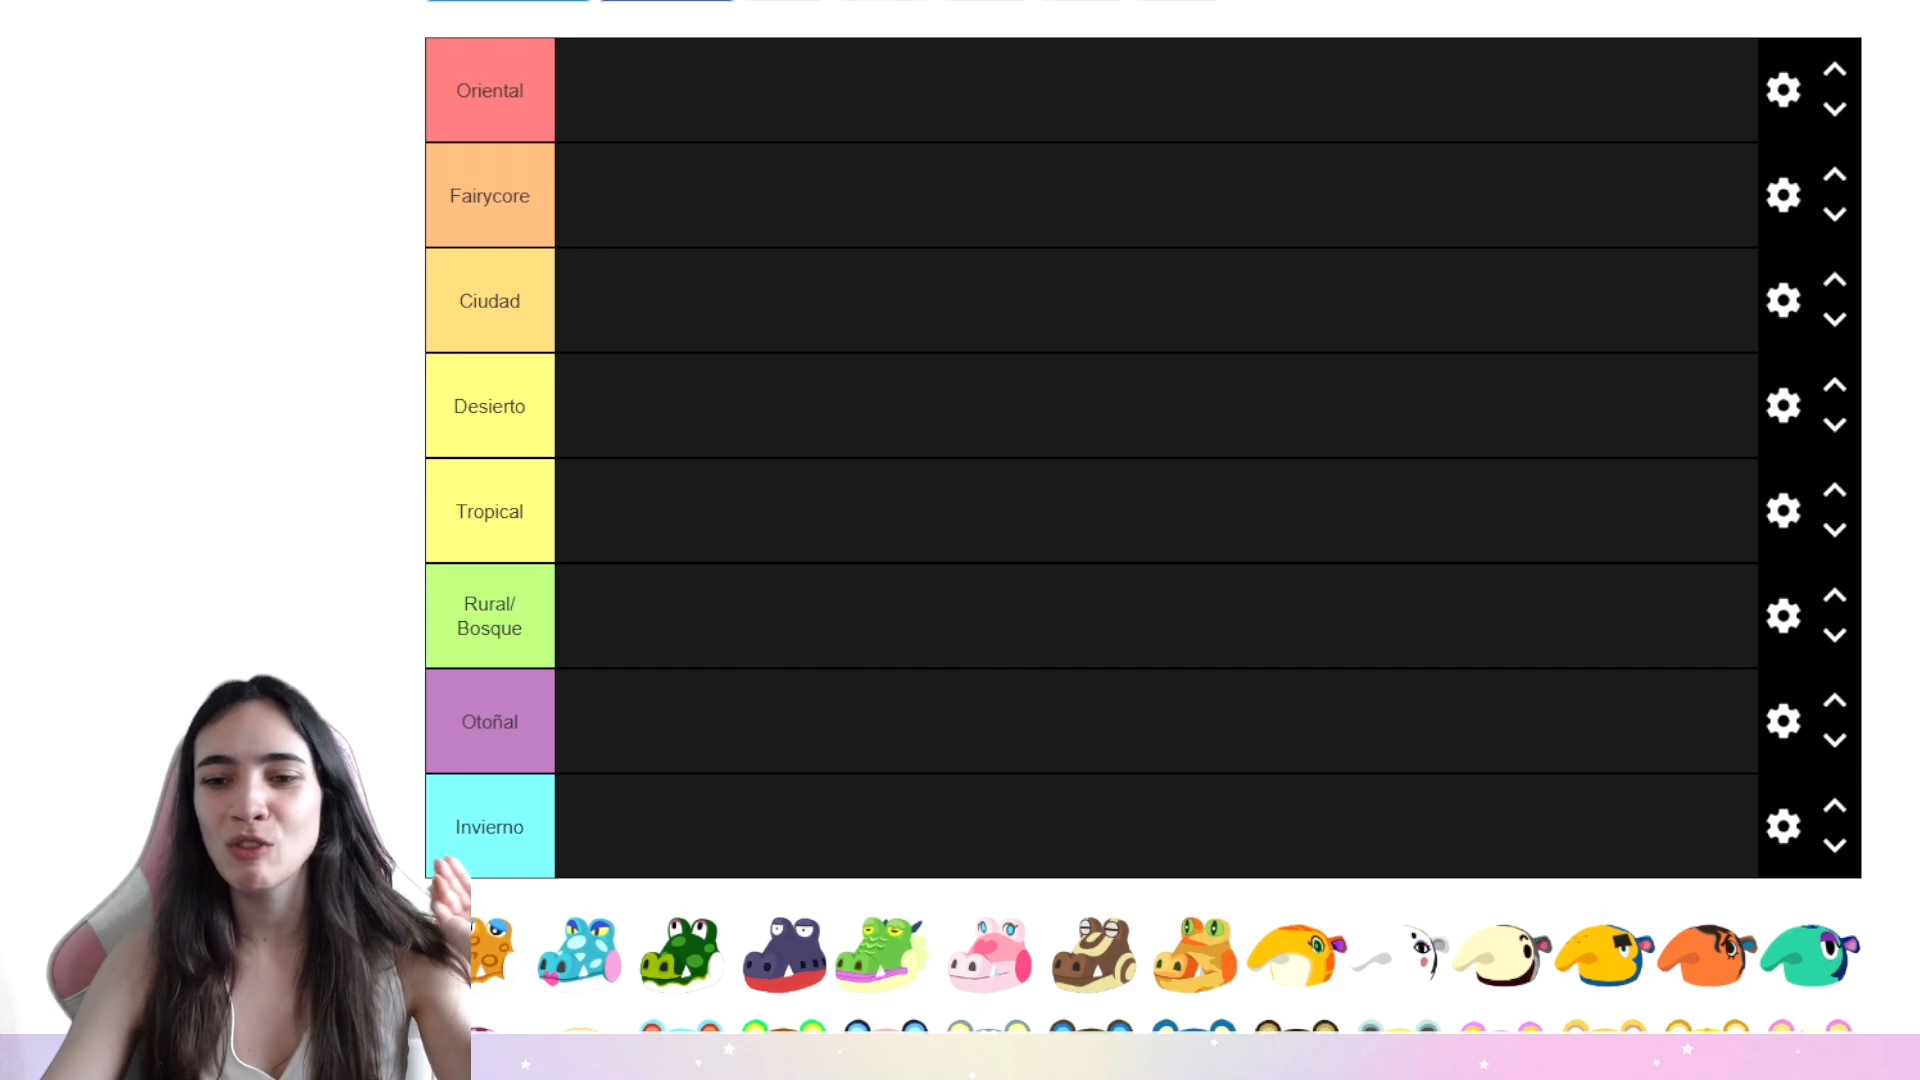 Oriental
Fairycore
Ciudad
Desierto
Tropical
Rural/
Bosque
Otoñal
Invierno